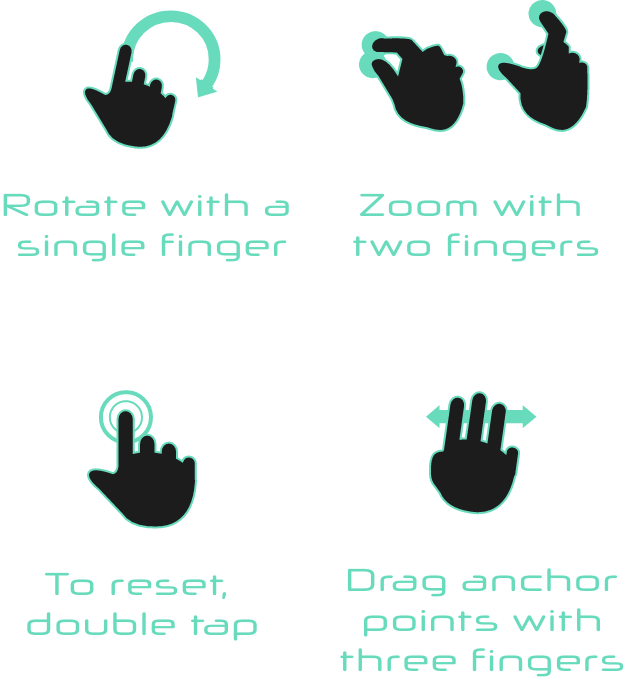 Rotate with a
single finger
Zoom with
two fingers
To reset,
double tap
Drag anchor
points with
three fingers